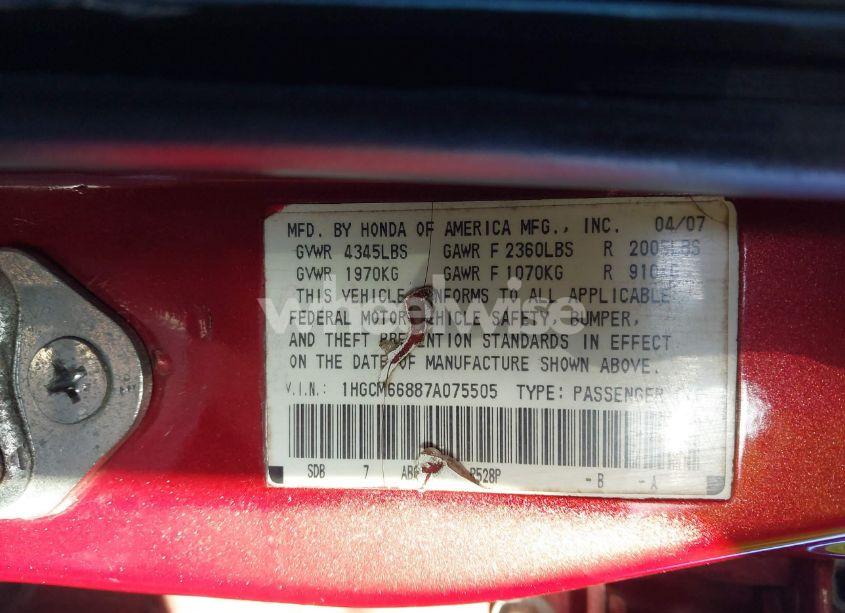 MFD. BY HONDA OF AMERICA MFG., INC. 04/07
GVWR 4345LBS GAWR F 2360LBS R 2005LBS
GVWR 1970KG GAWR F 1070KG R 910KG
THIS VEHICLE CONFORMS TO ALL APPLICABLE
FEDERAL MOTOR VEHICLE SAFETY, BUMPER,
AND THEFT PREVENTION STANDARDS IN EFFECT
ON THE DATE OF MANUFACTURE SHOWN ABOVE.
V.I.N.: 1HGCM66887A075505 TYPE: PASSENGER
SDB 7 R528P - B - A
wheelwire